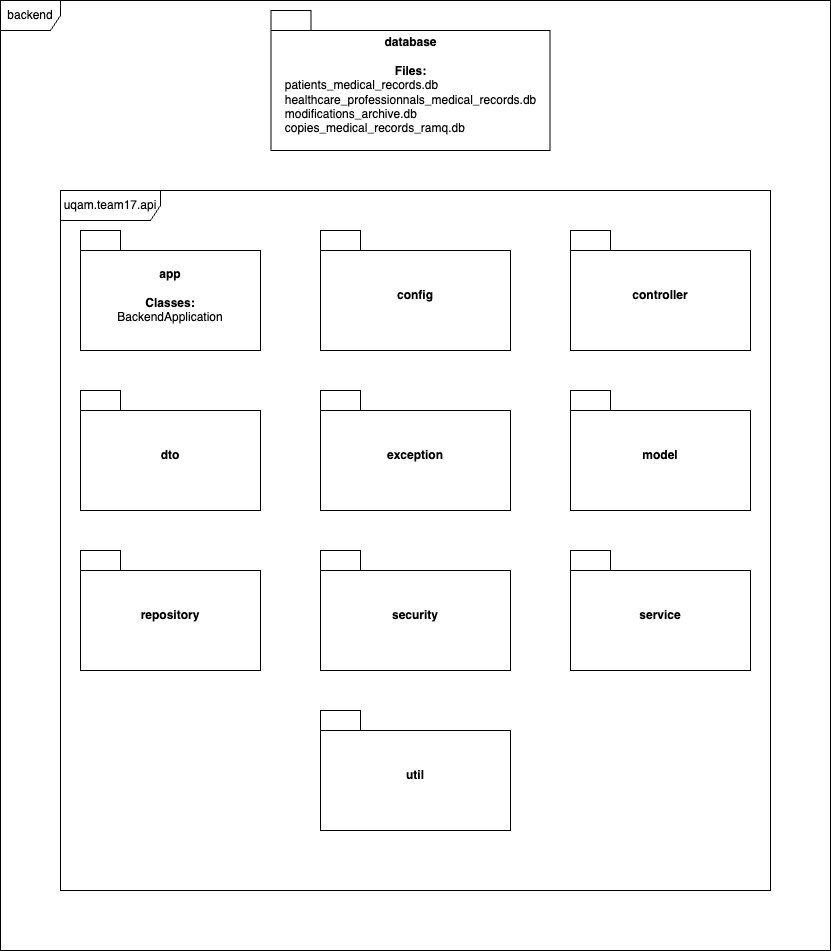 backend
database
Files:
patients_medical_records.db
healthcare_professionnals_medical_records.db
modifications_archive.db
copies_medical_records_ramq.db
uqam.team17.api
app
Classes:
BackendApplication
config
controller
dto
exception
model
repository
security
service
util